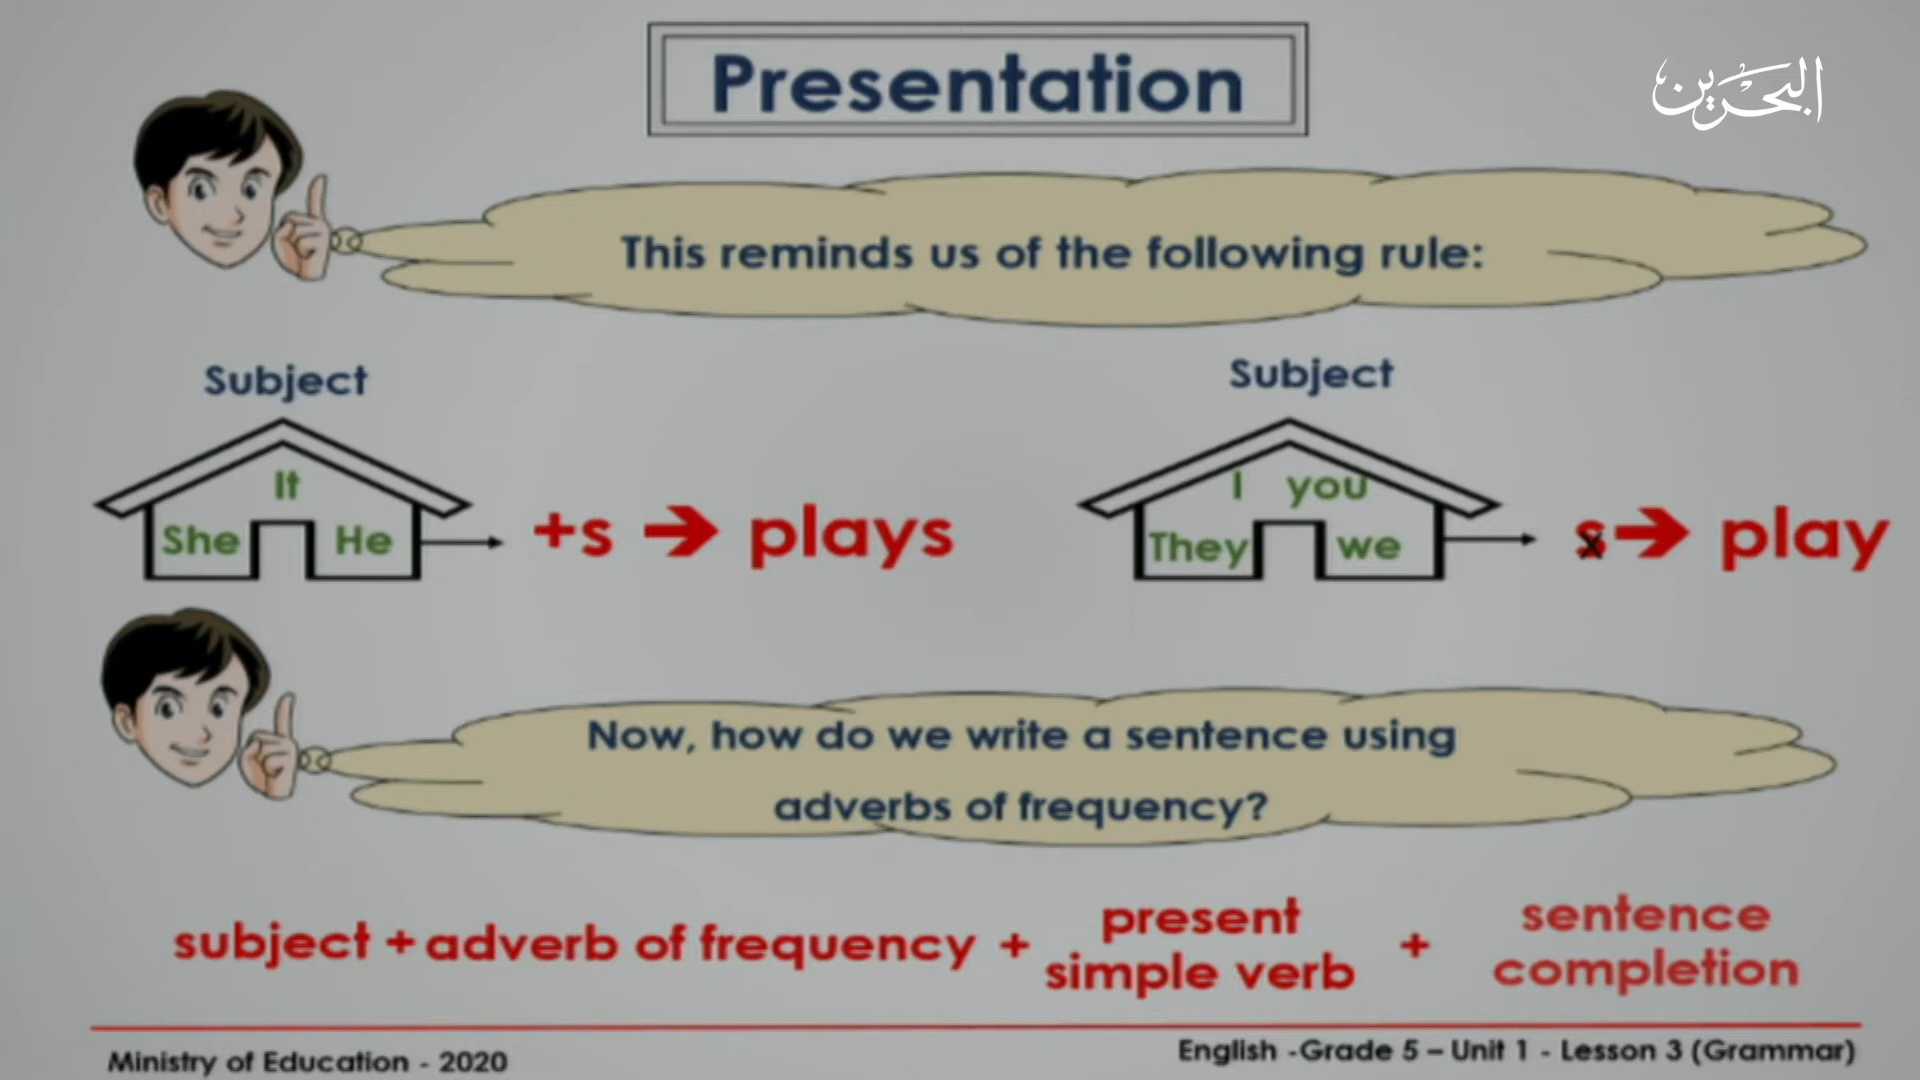 Presentation
البحرين
This reminds us of the following rule:
Subject
It
She He
+s → plays
Subject
I you
They we
s → play
Now, how do we write a sentence using
adverbs of frequency?
subject + adverb of frequency + present simple verb + sentence completion
Ministry of Education - 2020
English -Grade 5 – Unit 1 - Lesson 3 (Grammar)